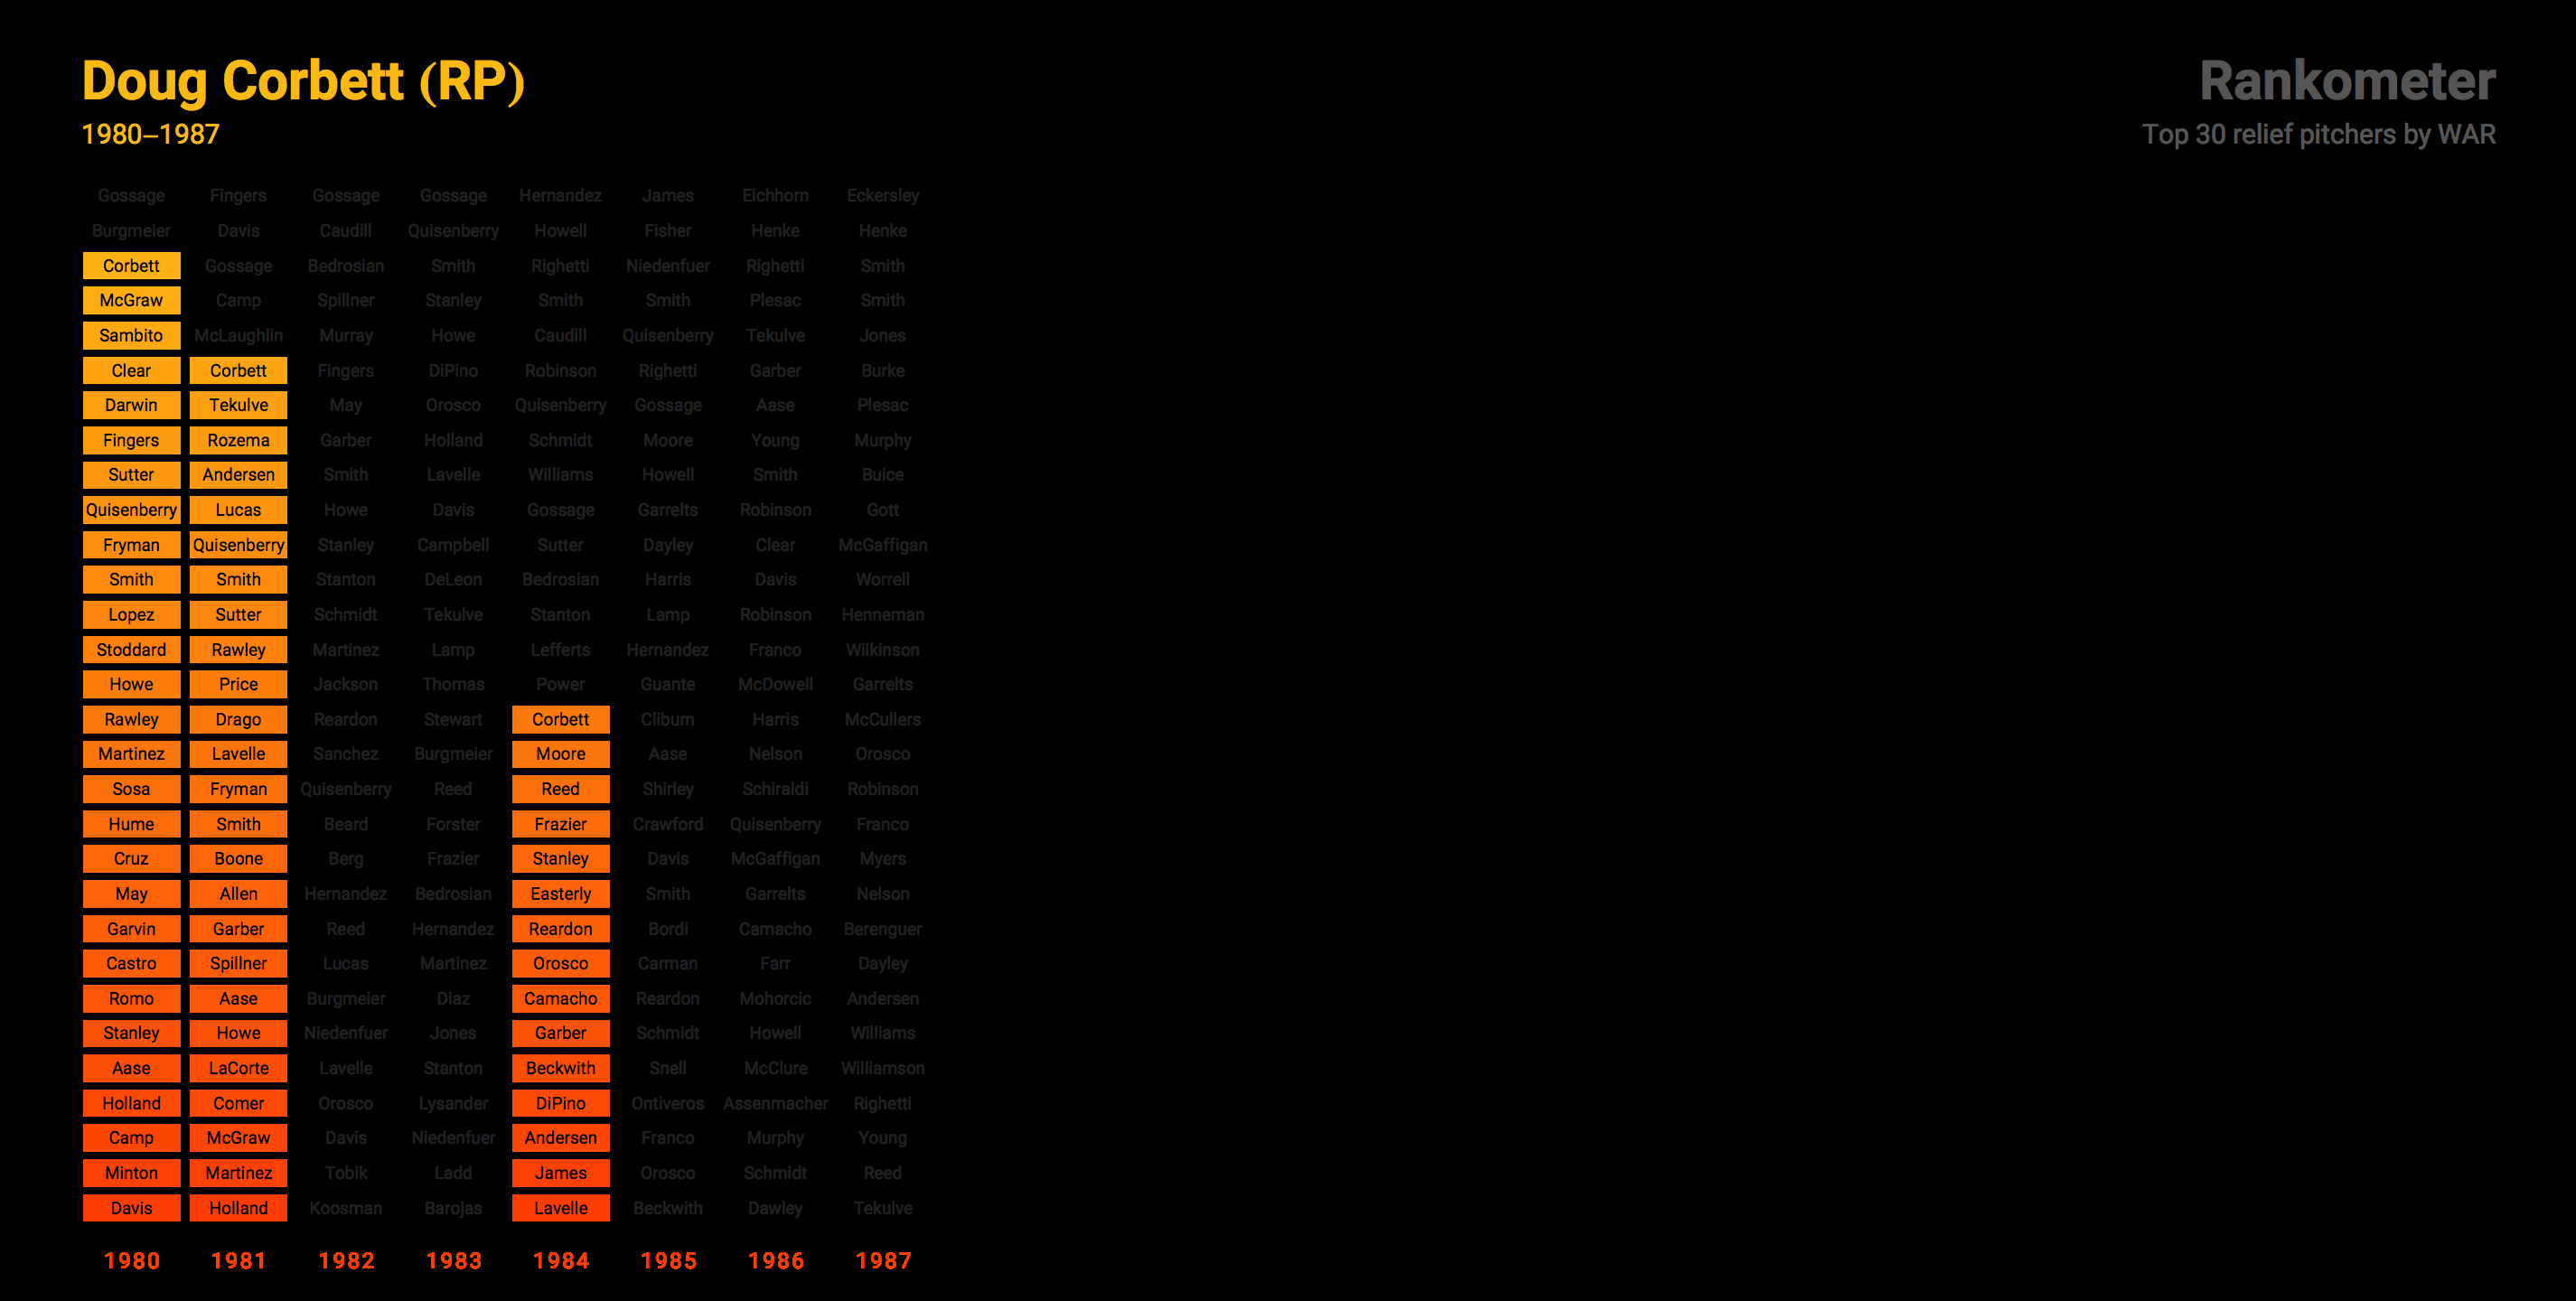 Doug Corbett (RP)
1980–1987
Rankometer
Top 30 relief pitchers by WAR
Gossage Fingers Gossage Gossage Hernandez James Eichhorn Eckersley
Burgmeier Davis Caudill Quisenberry Howell Fisher Henke Henke
Corbett Gossage Bedrosian Smith Righetti Niedenfuer Righetti Smith
McGraw Camp Spillner Stanley Smith Smith Plesac Smith
Sambito McLaughlin Murray Howe Caudill Quisenberry Tekulve Jones
Clear Corbett Fingers DiPino Robinson Righetti Garber Burke
Darwin Tekulve May Orosco Quisenberry Gossage Aase Plesac
Fingers Rozema Garber Holland Schmidt Moore Young Murphy
Sutter Andersen Smith Lavelle Williams Howell Smith Buice
Quisenberry Lucas Howe Davis Gossage Garrelts Robinson Gott
Fryman Quisenberry Stanley Campbell Sutter Dayley Clear McGaffigan
Smith Smith Stanton DeLeon Bedrosian Harris Davis Worrell
Lopez Sutter Schmidt Tekulve Stanton Lamp Robinson Henneman
Stoddard Rawley Martinez Lamp Lefferts Hernandez Franco Wilkinson
Howe Price Jackson Thomas Power Guante McDowell Garrelts
Rawley Drago Reardon Stewart Corbett Cliburn Harris McCullers
Martinez Lavelle Sanchez Burgmeier Moore Aase Nelson Orosco
Sosa Fryman Quisenberry Reed Reed Shirley Schiraldi Robinson
Hume Smith Beard Forster Frazier Crawford Quisenberry Franco
Cruz Boone Berg Frazier Stanley Davis McGaffigan Myers
May Allen Hernandez Bedrosian Easterly Smith Garrelts Nelson
Garvin Garber Reed Hernandez Reardon Bordi Camacho Berenguer
Castro Spillner Lucas Martinez Orosco Carman Farr Dayley
Romo Aase Burgmeier Diaz Camacho Reardon Mohorcic Andersen
Stanley Howe Niedenfuer Jones Garber Schmidt Howell Williams
Aase LaCorte Lavelle Stanton Beckwith Snell McClure Williamson
Holland Comer Orosco Lysander DiPino Ontiveros Assenmacher Righetti
Camp McGraw Davis Niedenfuer Andersen Franco Murphy Young
Minton Martinez Tobik Ladd James Orosco Schmidt Reed
Davis Holland Koosman Barojas Lavelle Beckwith Dawley Tekulve
1980 1981 1982 1983 1984 1985 1986 1987